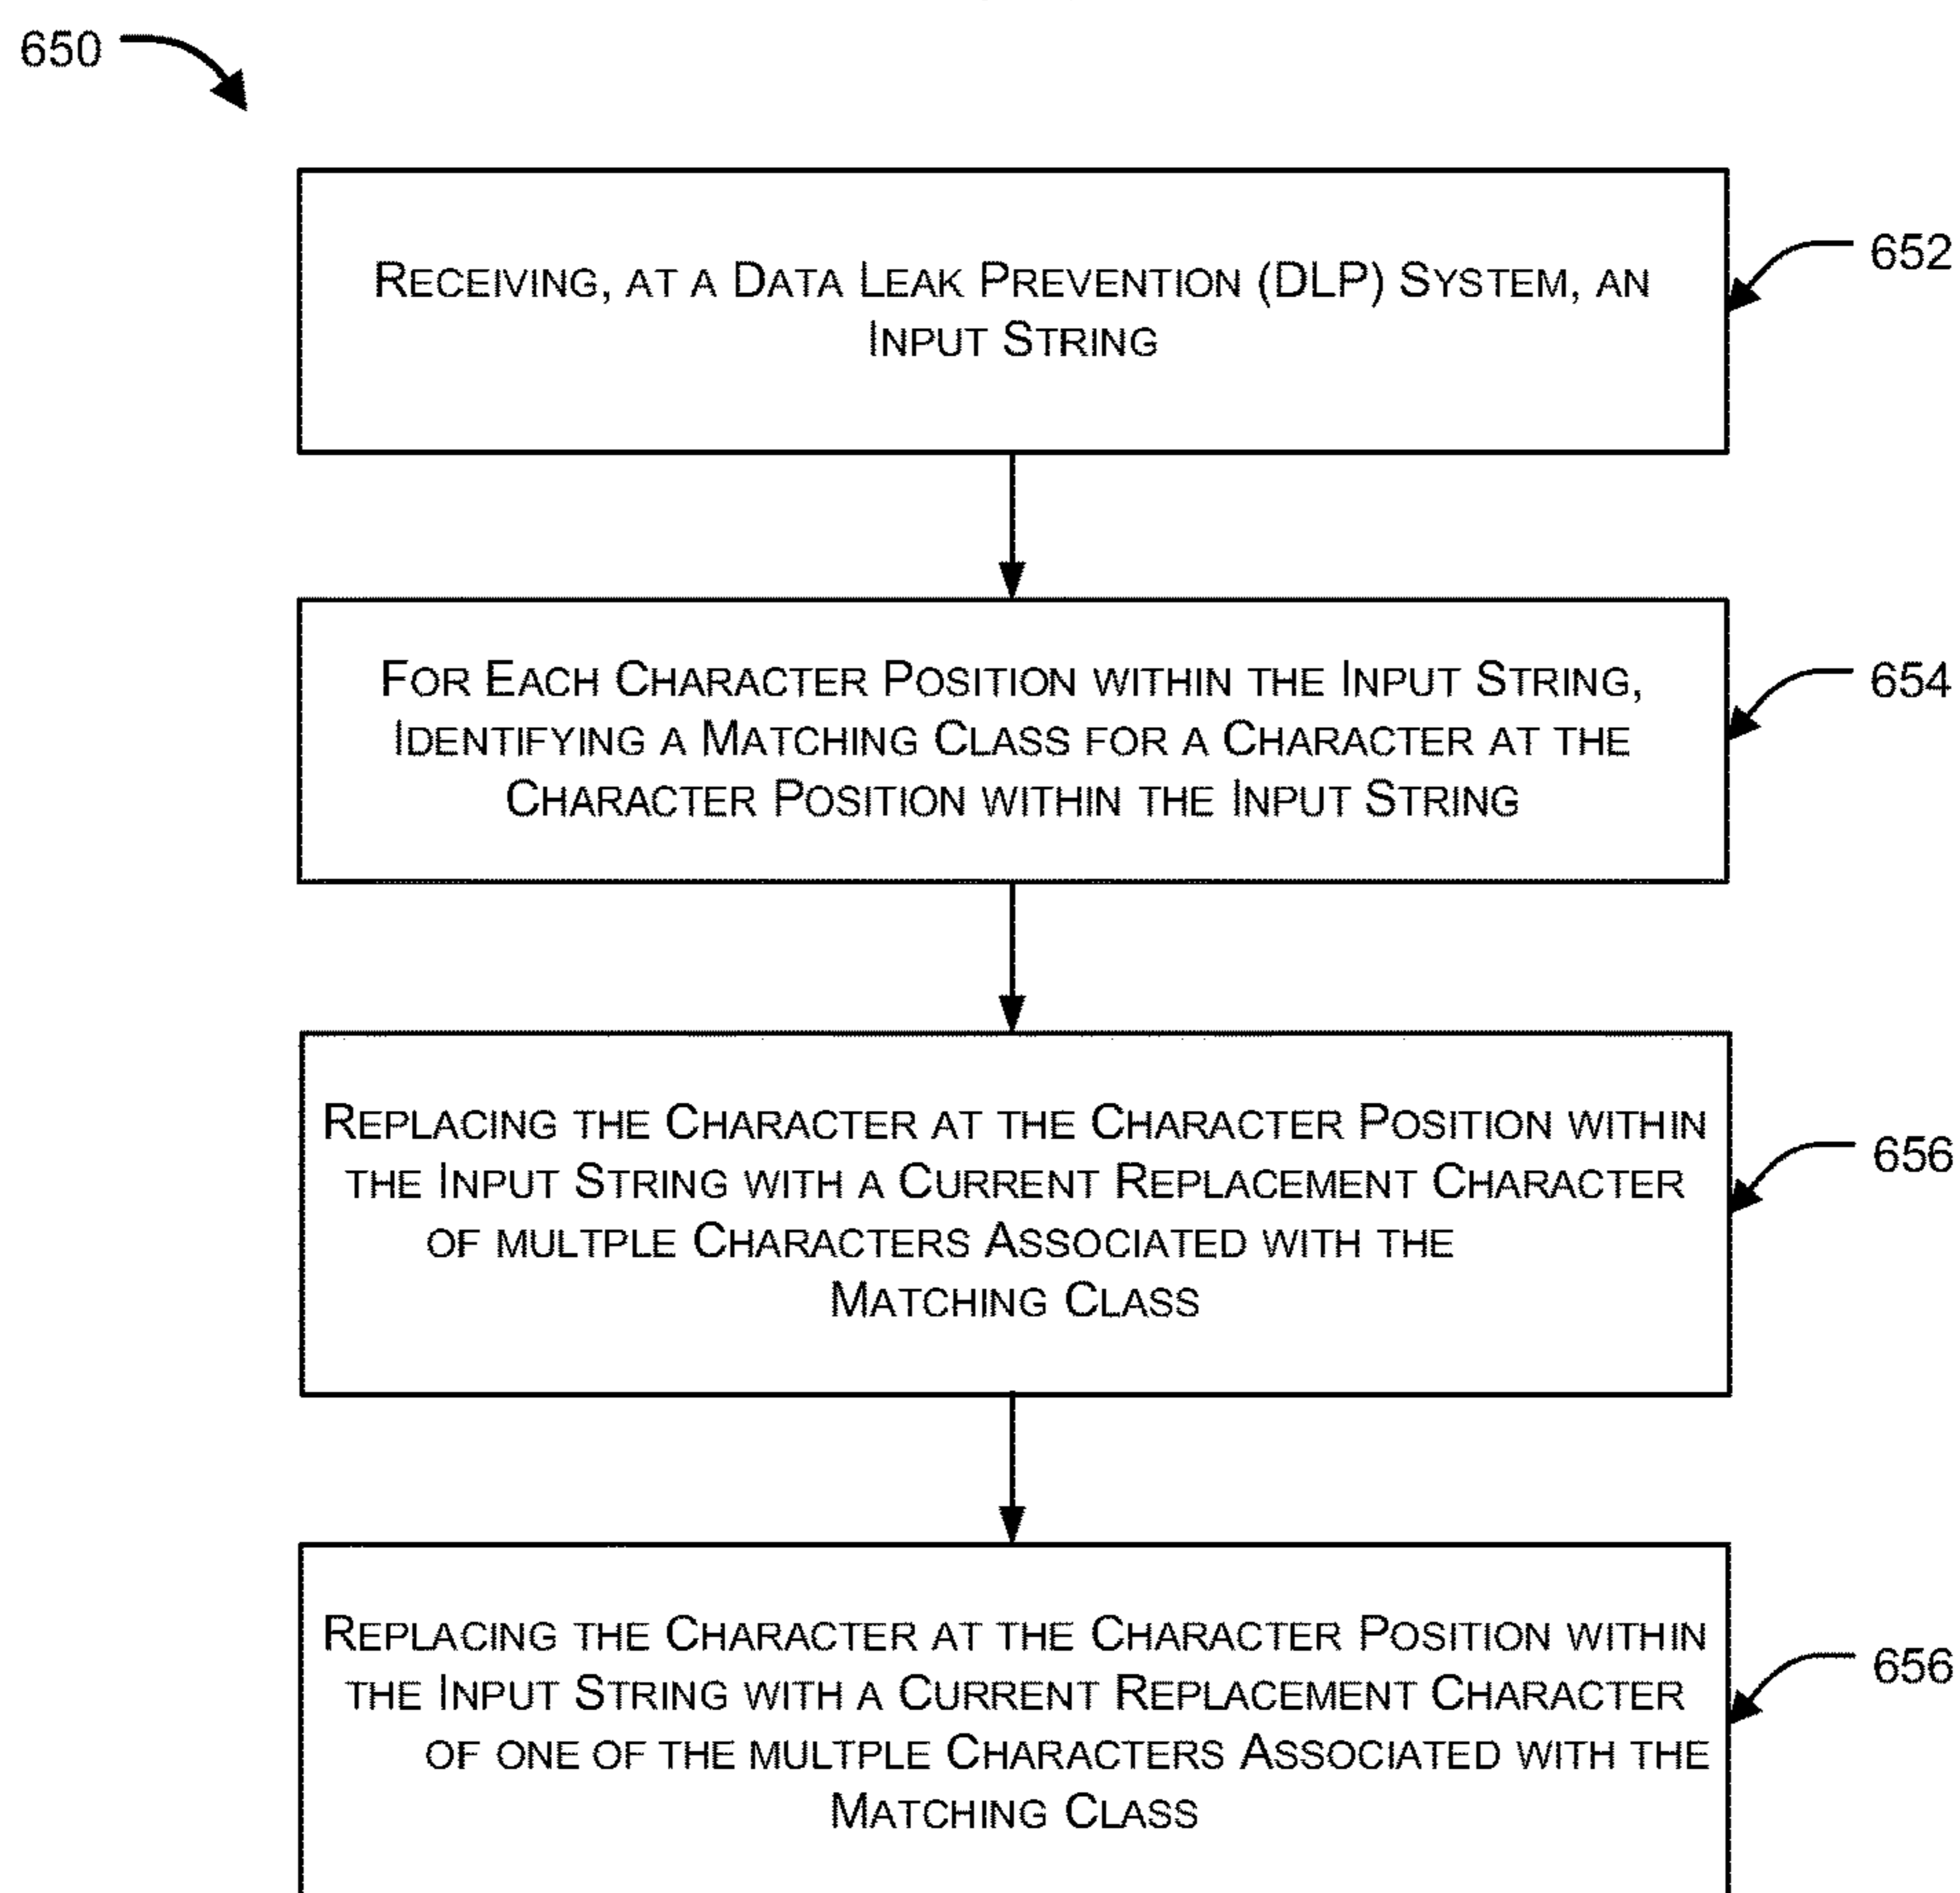 650
RECEIVING, AT A DATA LEAK PREVENTION (DLP) SYSTEM, AN
INPUT STRING
652
FOR EACH CHARACTER POSITION WITHIN THE INPUT STRING,
IDENTIFYING A MATCHING CLASS FOR A CHARACTER AT THE
CHARACTER POSITION WITHIN THE INPUT STRING
654
REPLACING THE CHARACTER AT THE CHARACTER POSITION WITHIN
THE INPUT STRING WITH A CURRENT REPLACEMENT CHARACTER
OF MULTPLE CHARACTERS ASSOCIATED WITH THE
MATCHING CLASS
656
REPLACING THE CHARACTER AT THE CHARACTER POSITION WITHIN
THE INPUT STRING WITH A CURRENT REPLACEMENT CHARACTER
OF ONE OF THE MULTPLE CHARACTERS ASSOCIATED WITH THE
MATCHING CLASS
656